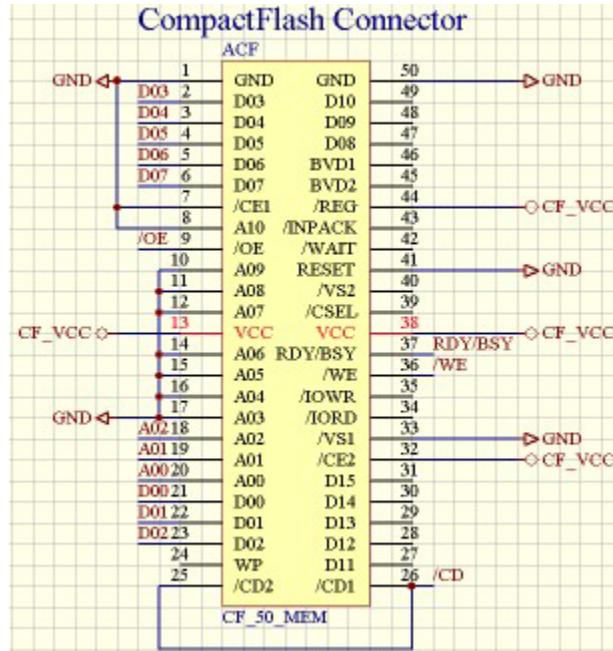 CompactFlash Connector
ACF
GND 1 GND GND 50 GND
D03 2 D03 D10 49
D04 3 D04 D09 48
D05 4 D05 D08 47
D06 5 D06 BVD1 46
D07 6 D07 BVD2 45
7 /CE1 /REG 44 CF_VCC
8 A10 /INPACK 43
/OE 9 /OE /WAIT 42
10 A09 RESET 41 GND
11 A08 /VS2 40
12 A07 /CSEL 39
CF_VCC 13 VCC VCC 38 CF_VCC
14 A06 RDY/BSY 37 RDY/BSY
15 A05 /WE 36 /WE
16 A04 /IOWR 35
GND 17 A03 /IORD 34
A02 18 A02 /VS1 33 GND
A01 19 A01 /CE2 32 CF_VCC
A00 20 A00 D15 31
D00 21 D00 D14 30
D01 22 D01 D13 29
D02 23 D02 D12 28
24 WP D11 27
25 /CD2 /CD1 26 /CD
CF_50_MEM